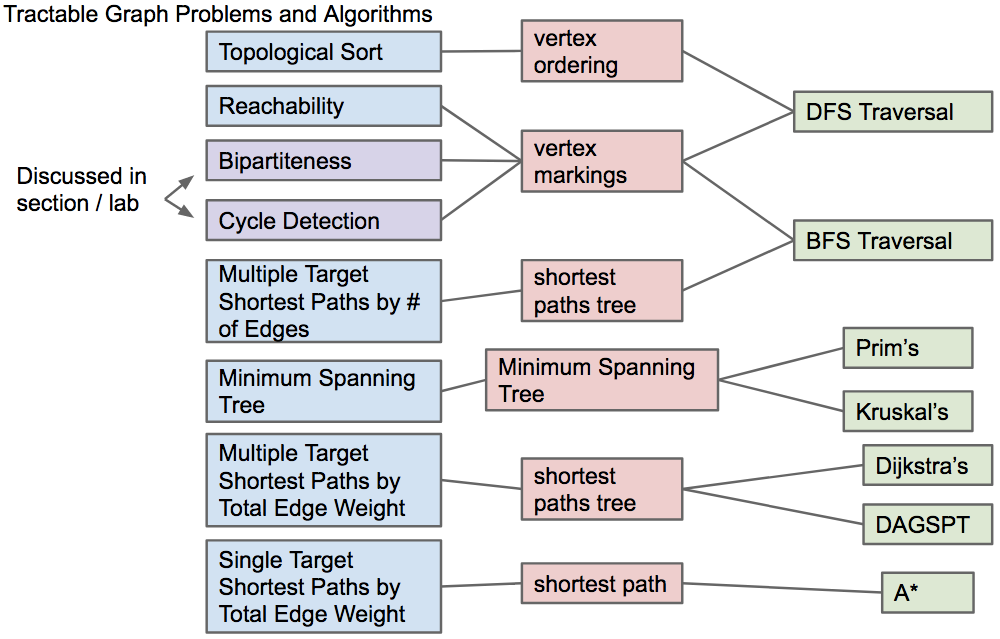 Tractable Graph Problems and Algorithms
Topological Sort
vertex
ordering
DFS Traversal
Reachability
Bipartiteness
vertex
markings
Discussed in
section / lab
Cycle Detection
BFS Traversal
Multiple Target
Shortest Paths by #
of Edges
shortest
paths tree
Minimum Spanning
Tree
Minimum Spanning
Tree
Prim's
Kruskal's
Multiple Target
Shortest Paths by
Total Edge Weight
shortest
paths tree
Dijkstra's
DAGSPT
Single Target
Shortest Paths by
Total Edge Weight
shortest path
A*